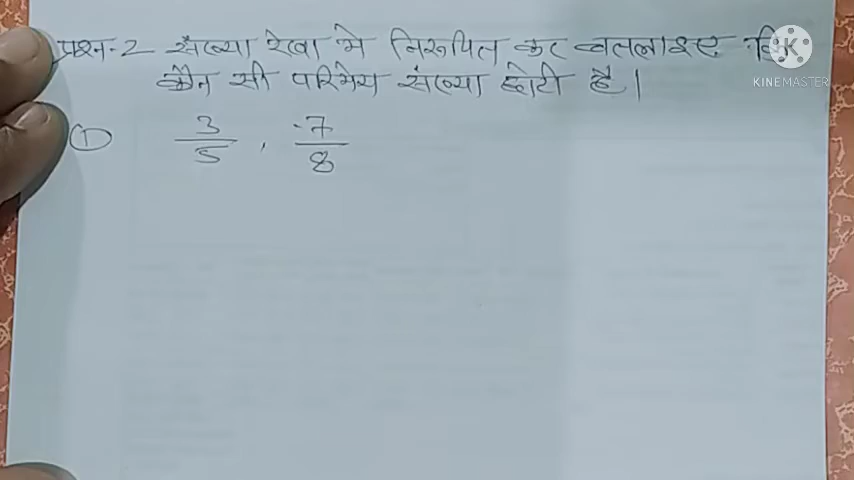 प्रश्न-2 संख्या रेखा मे निरुपित कर बतलाइए कि
कौन सी परिमेय संख्या छोटी है।
① 3/5 , -7/8
K
KINEMASTER